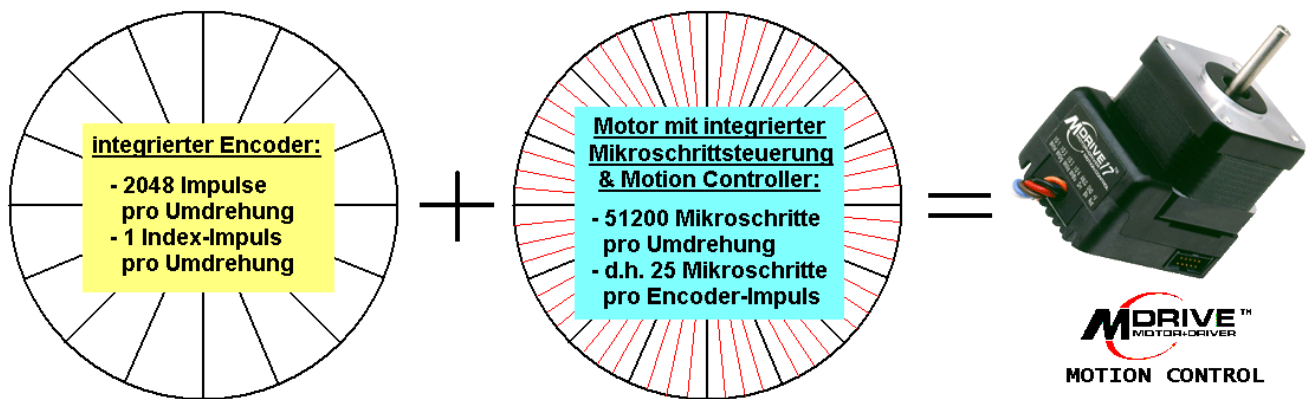 integrierter Encoder:
- 2048 Impulse
pro Umdrehung
- 1 Index-Impuls
pro Umdrehung
Motor mit integrierter
Mikroschrittsteuerung
& Motion Controller:
- 51200 Mikroschritte
pro Umdrehung
- d.h. 25 Mikroschritte
pro Encoder-Impuls
MDRIVE17
MDRIVE™
MOTOR+DRIVER
MOTION CONTROL